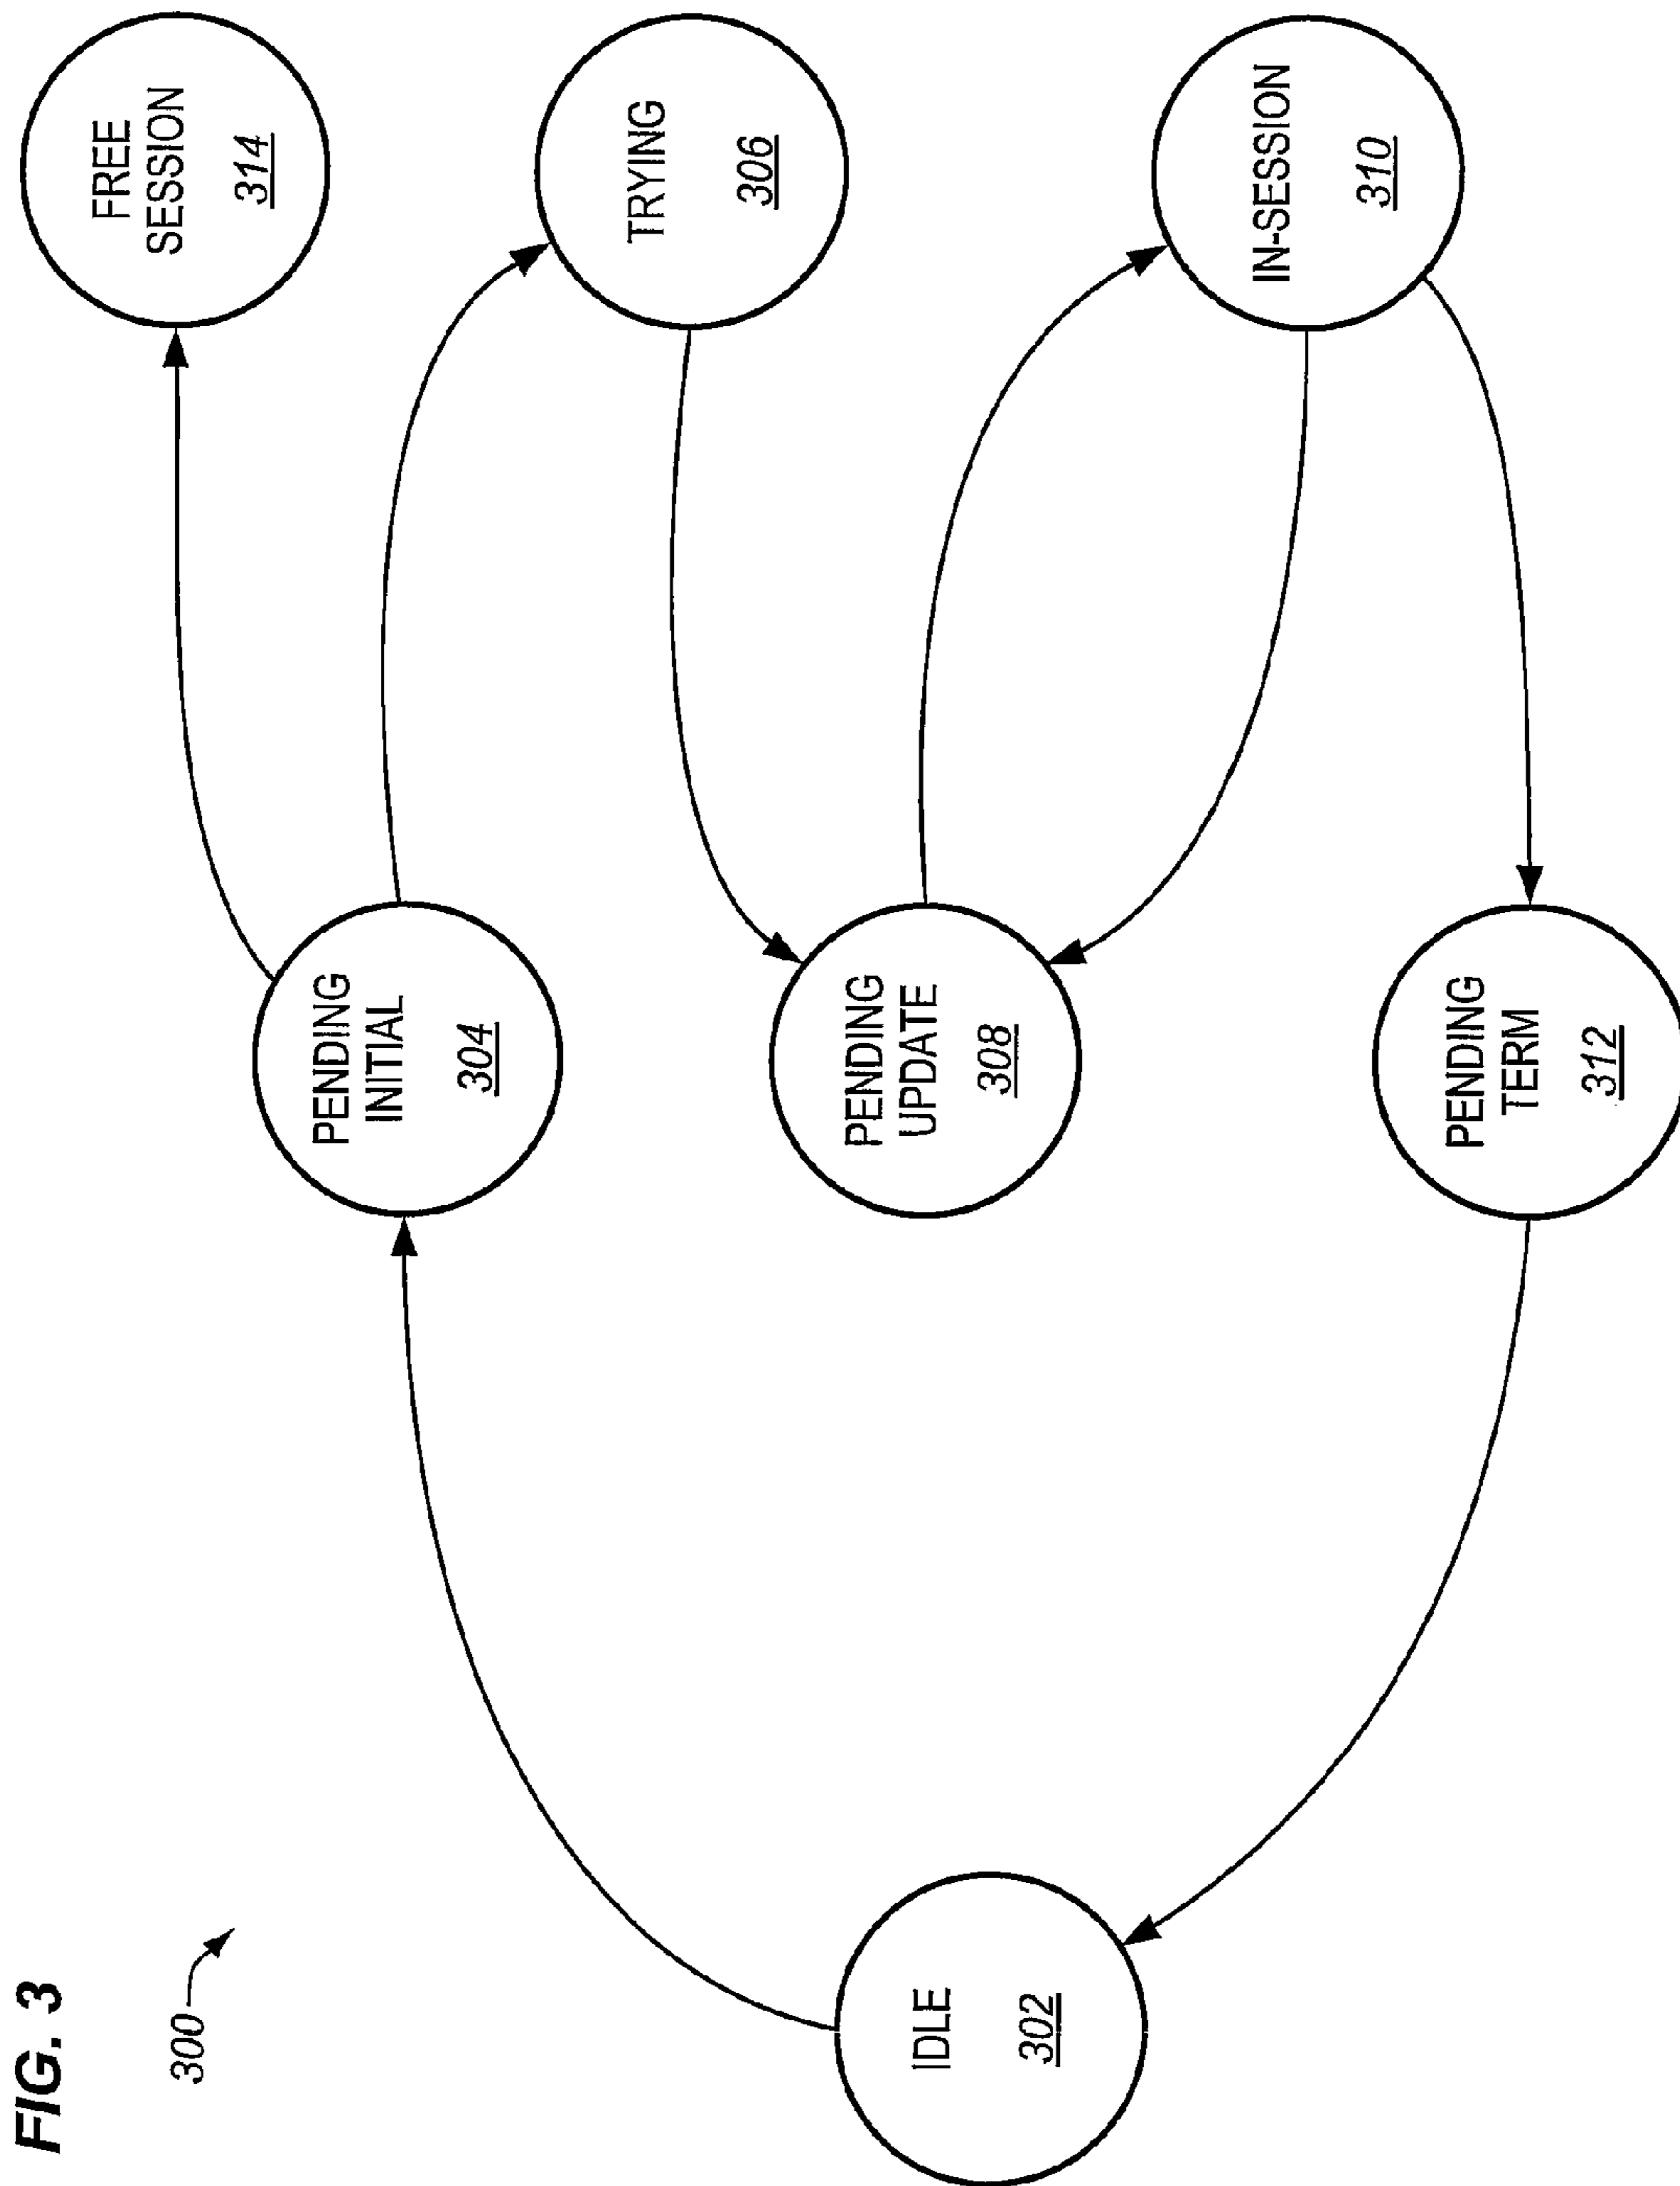 FIG. 3
300
IDLE
302
PENDING
INITIAL
304
PENDING
UPDATE
308
PENDING
TERM
312
FREE
SESSION
314
TRYING
306
IN-SESSION
310